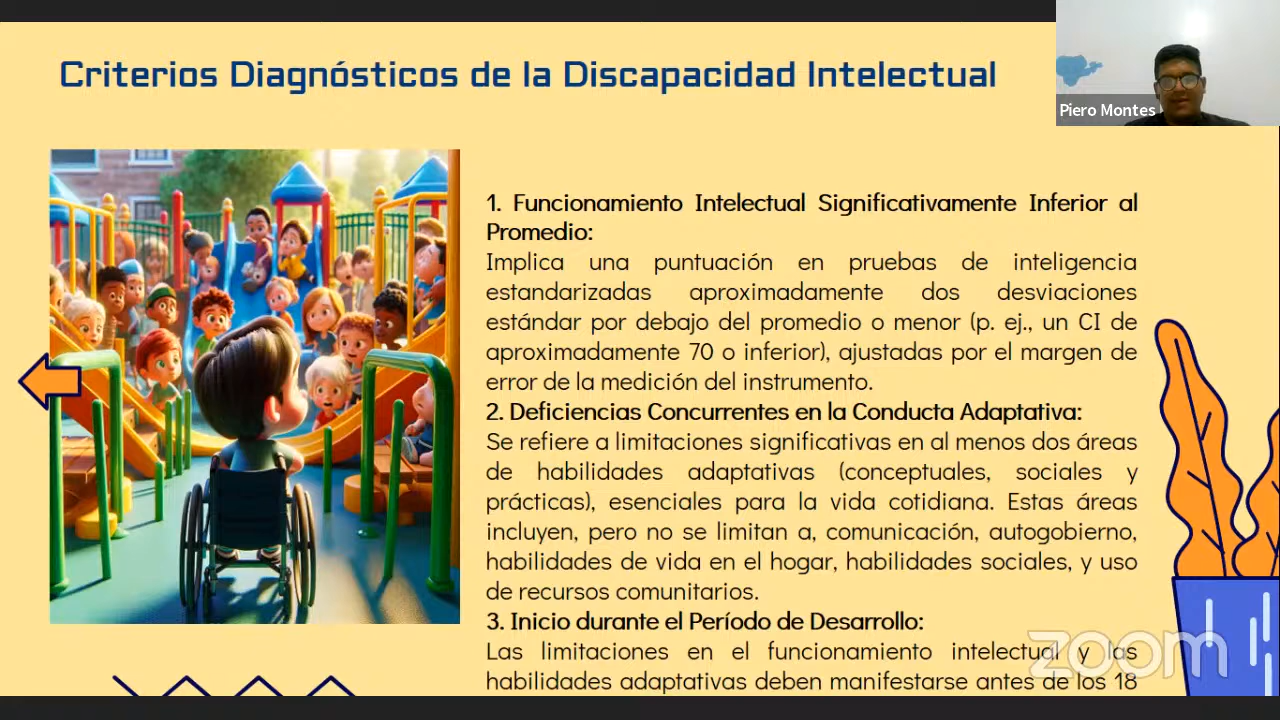 Criterios Diagnósticos de la Discapacidad Intelectual
Piero Montes
1. Funcionamiento Intelectual Significativamente Inferior al
Promedio:
Implica una puntuación en pruebas de inteligencia
estandarizadas aproximadamente dos desviaciones
estándar por debajo del promedio o menor (p. ej., un CI de
aproximadamente 70 o inferior), ajustadas por el margen de
error de la medición del instrumento.
2. Deficiencias Concurrentes en la Conducta Adaptativa:
Se refiere a limitaciones significativas en al menos dos áreas
de habilidades adaptativas (conceptuales, sociales y
prácticas), esenciales para la vida cotidiana. Estas áreas
incluyen, pero no se limitan a, comunicación, autogobierno,
habilidades de vida en el hogar, habilidades sociales, y uso
de recursos comunitarios.
3. Inicio durante el Período de Desarrollo:
Las limitaciones en el funcionamiento intelectual y las
habilidades adaptativas deben manifestarse antes de los 18
zoom